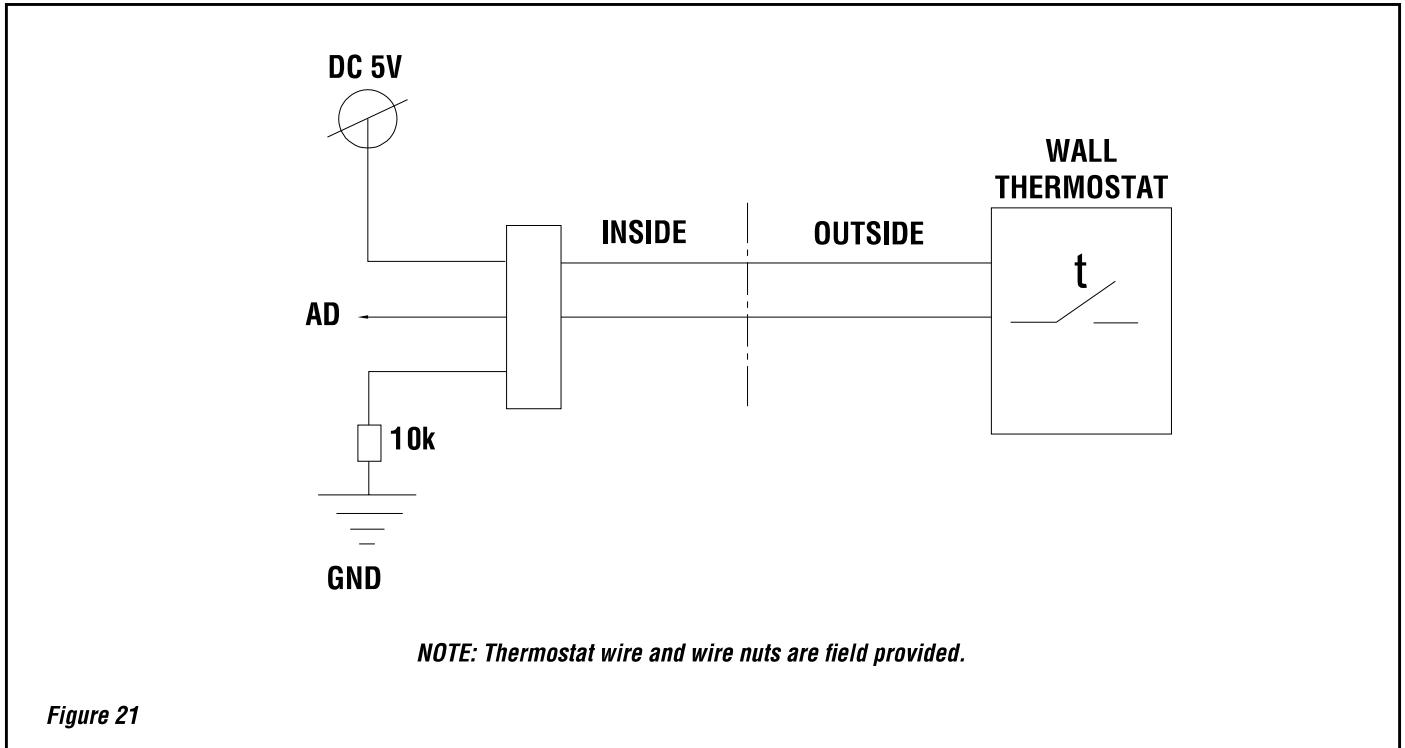 DC 5V
WALL
THERMOSTAT
INSIDE
OUTSIDE
t
AD
10k
GND
NOTE: Thermostat wire and wire nuts are field provided.
Figure 21